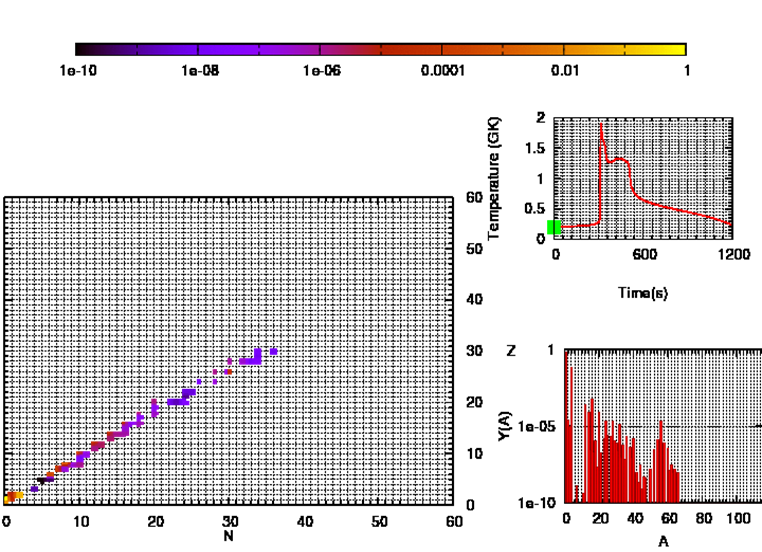 1e-10 1e-08 1e-06 0.0001 0.01 1
Temperature (GK)
2
1.5
1
0.5
0
0 600 1200
Time(s)
60
50
40
30
20
10
0
Z
0 10 20 30 40 50 60
N
Y(A)
1
1e-05
1e-10
0 20 40 60 80 100
A